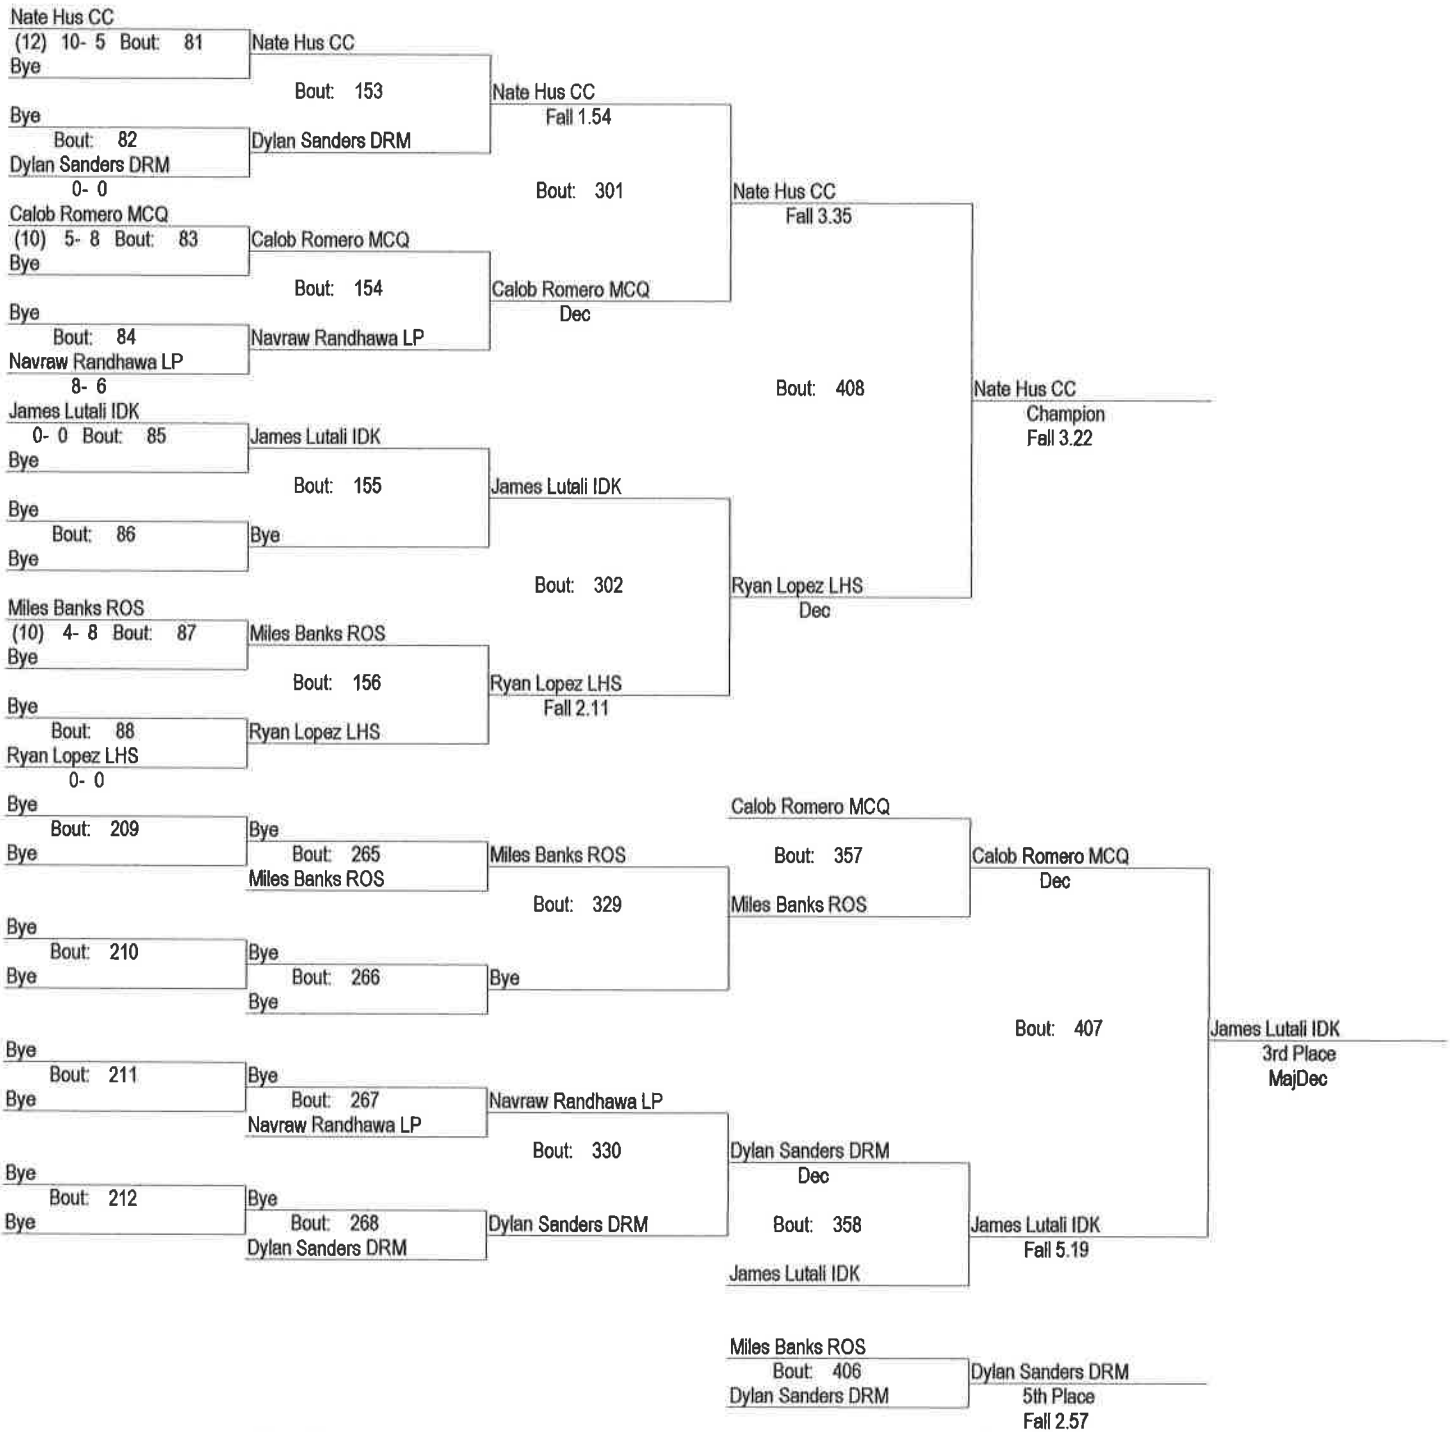 Nate Hus CC
(12) 10- 5 Bout: 81
Bye
Nate Hus CC
Bout: 153
Bye
Bout: 82
Dylan Sanders DRM
0- 0
Dylan Sanders DRM
Nate Hus CC
Fall 1.54
Bout: 301
Calob Romero MCQ
(10) 5- 8 Bout: 83
Bye
Calob Romero MCQ
Bout: 154
Bye
Bout: 84
Navraw Randhawa LP
8- 6
Navraw Randhawa LP
Calob Romero MCQ
Dec
Nate Hus CC
Fall 3.35
Bout: 408
James Lutali IDK
0- 0 Bout: 85
Bye
James Lutali IDK
Bout: 155
Bye
Bout: 86
Bye
Bye
James Lutali IDK
Bout: 302
Miles Banks ROS
(10) 4- 8 Bout: 87
Bye
Miles Banks ROS
Bout: 156
Bye
Bout: 88
Ryan Lopez LHS
0- 0
Ryan Lopez LHS
Ryan Lopez LHS
Fall 2.11
Ryan Lopez LHS
Dec
Nate Hus CC
Champion
Fall 3.22
Bye
Bout: 209
Bye
Bye
Bout: 265
Miles Banks ROS
Miles Banks ROS
Bout: 329
Bye
Bout: 210
Bye
Bye
Bout: 266
Bye
Bye
Calob Romero MCQ
Bout: 357
Miles Banks ROS
Calob Romero MCQ
Dec
Bout: 407
Bye
Bout: 211
Bye
Bye
Bout: 267
Navraw Randhawa LP
Navraw Randhawa LP
Bout: 330
Bye
Bout: 212
Bye
Bye
Bout: 268
Dylan Sanders DRM
Dylan Sanders DRM
Dylan Sanders DRM
Dec
Bout: 358
James Lutali IDK
James Lutali IDK
Fall 5.19
James Lutali IDK
3rd Place
MajDec
Miles Banks ROS
Bout: 406
Dylan Sanders DRM
Dylan Sanders DRM
5th Place
Fall 2.57